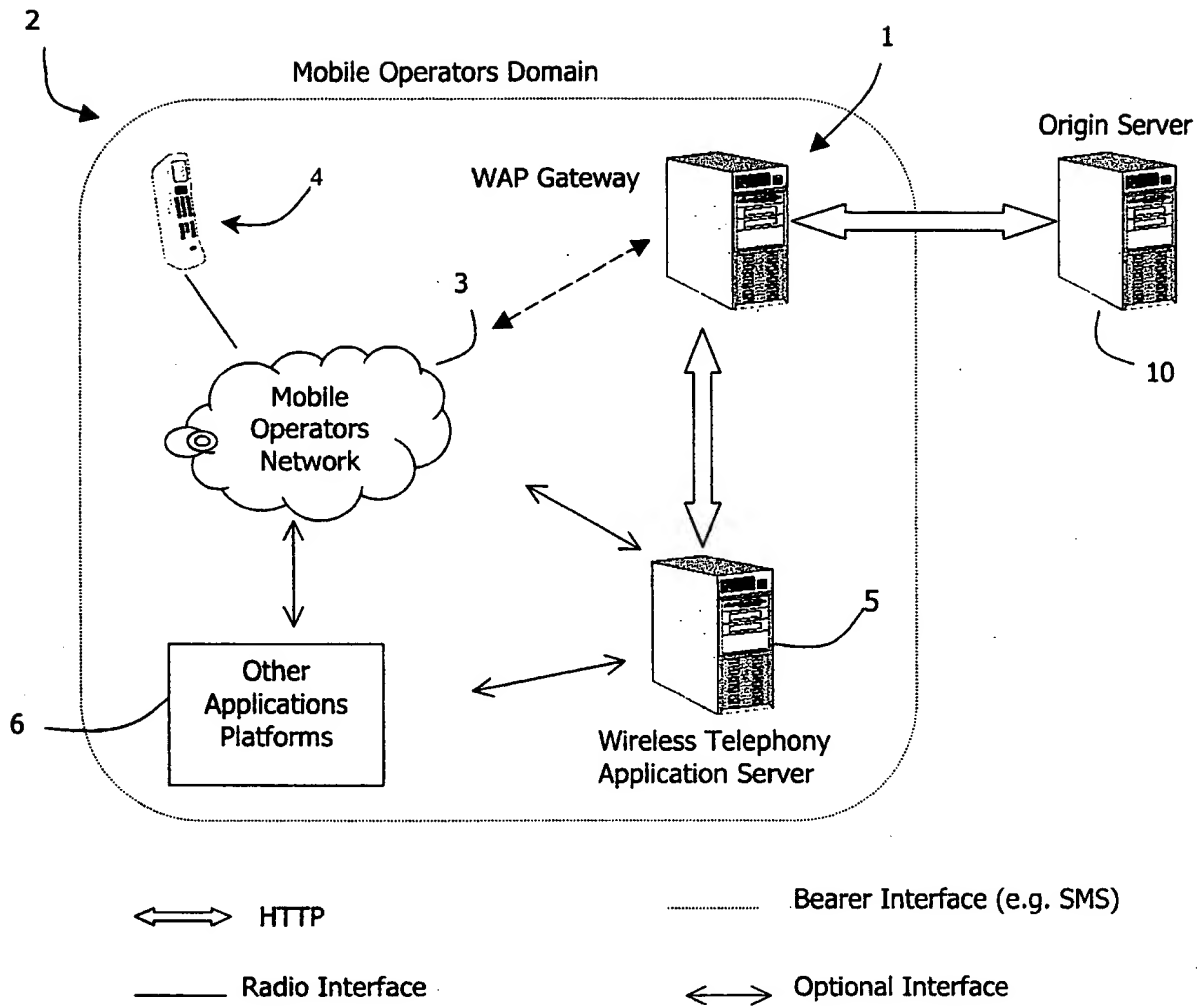 2
1
Mobile Operators Domain
Origin Server
WAP Gateway
4
3
10
Mobile
Operators
Network
5
Other
Applications
Platforms
6
Wireless Telephony
Application Server
HTTP
Bearer Interface (e.g. SMS)
Radio Interface
Optional Interface